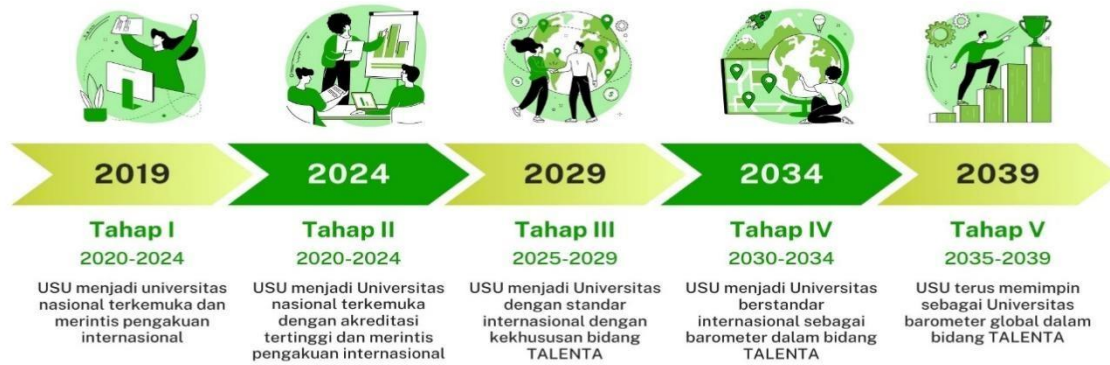 2019
2024
2029
2034
2039
Tahap I
2020-2024
USU menjadi universitas
nasional terkemuka dan
merintis pengakuan
internasional
Tahap II
2020-2024
USU menjadi Universitas
nasional terkemuka
dengan akreditasi
tertinggi dan merintis
pengakuan internasional
Tahap III
2025-2029
USU menjadi Universitas
dengan standar
internasional dengan
kekhususan bidang
TALENTA
Tahap IV
2030-2034
USU menjadi Universitas
berstandar
internasional sebagai
barometer dalam bidang
TALENTA
Tahap V
2035-2039
USU terus memimpin
sebagai Universitas
barometer global dalam
bidang TALENTA